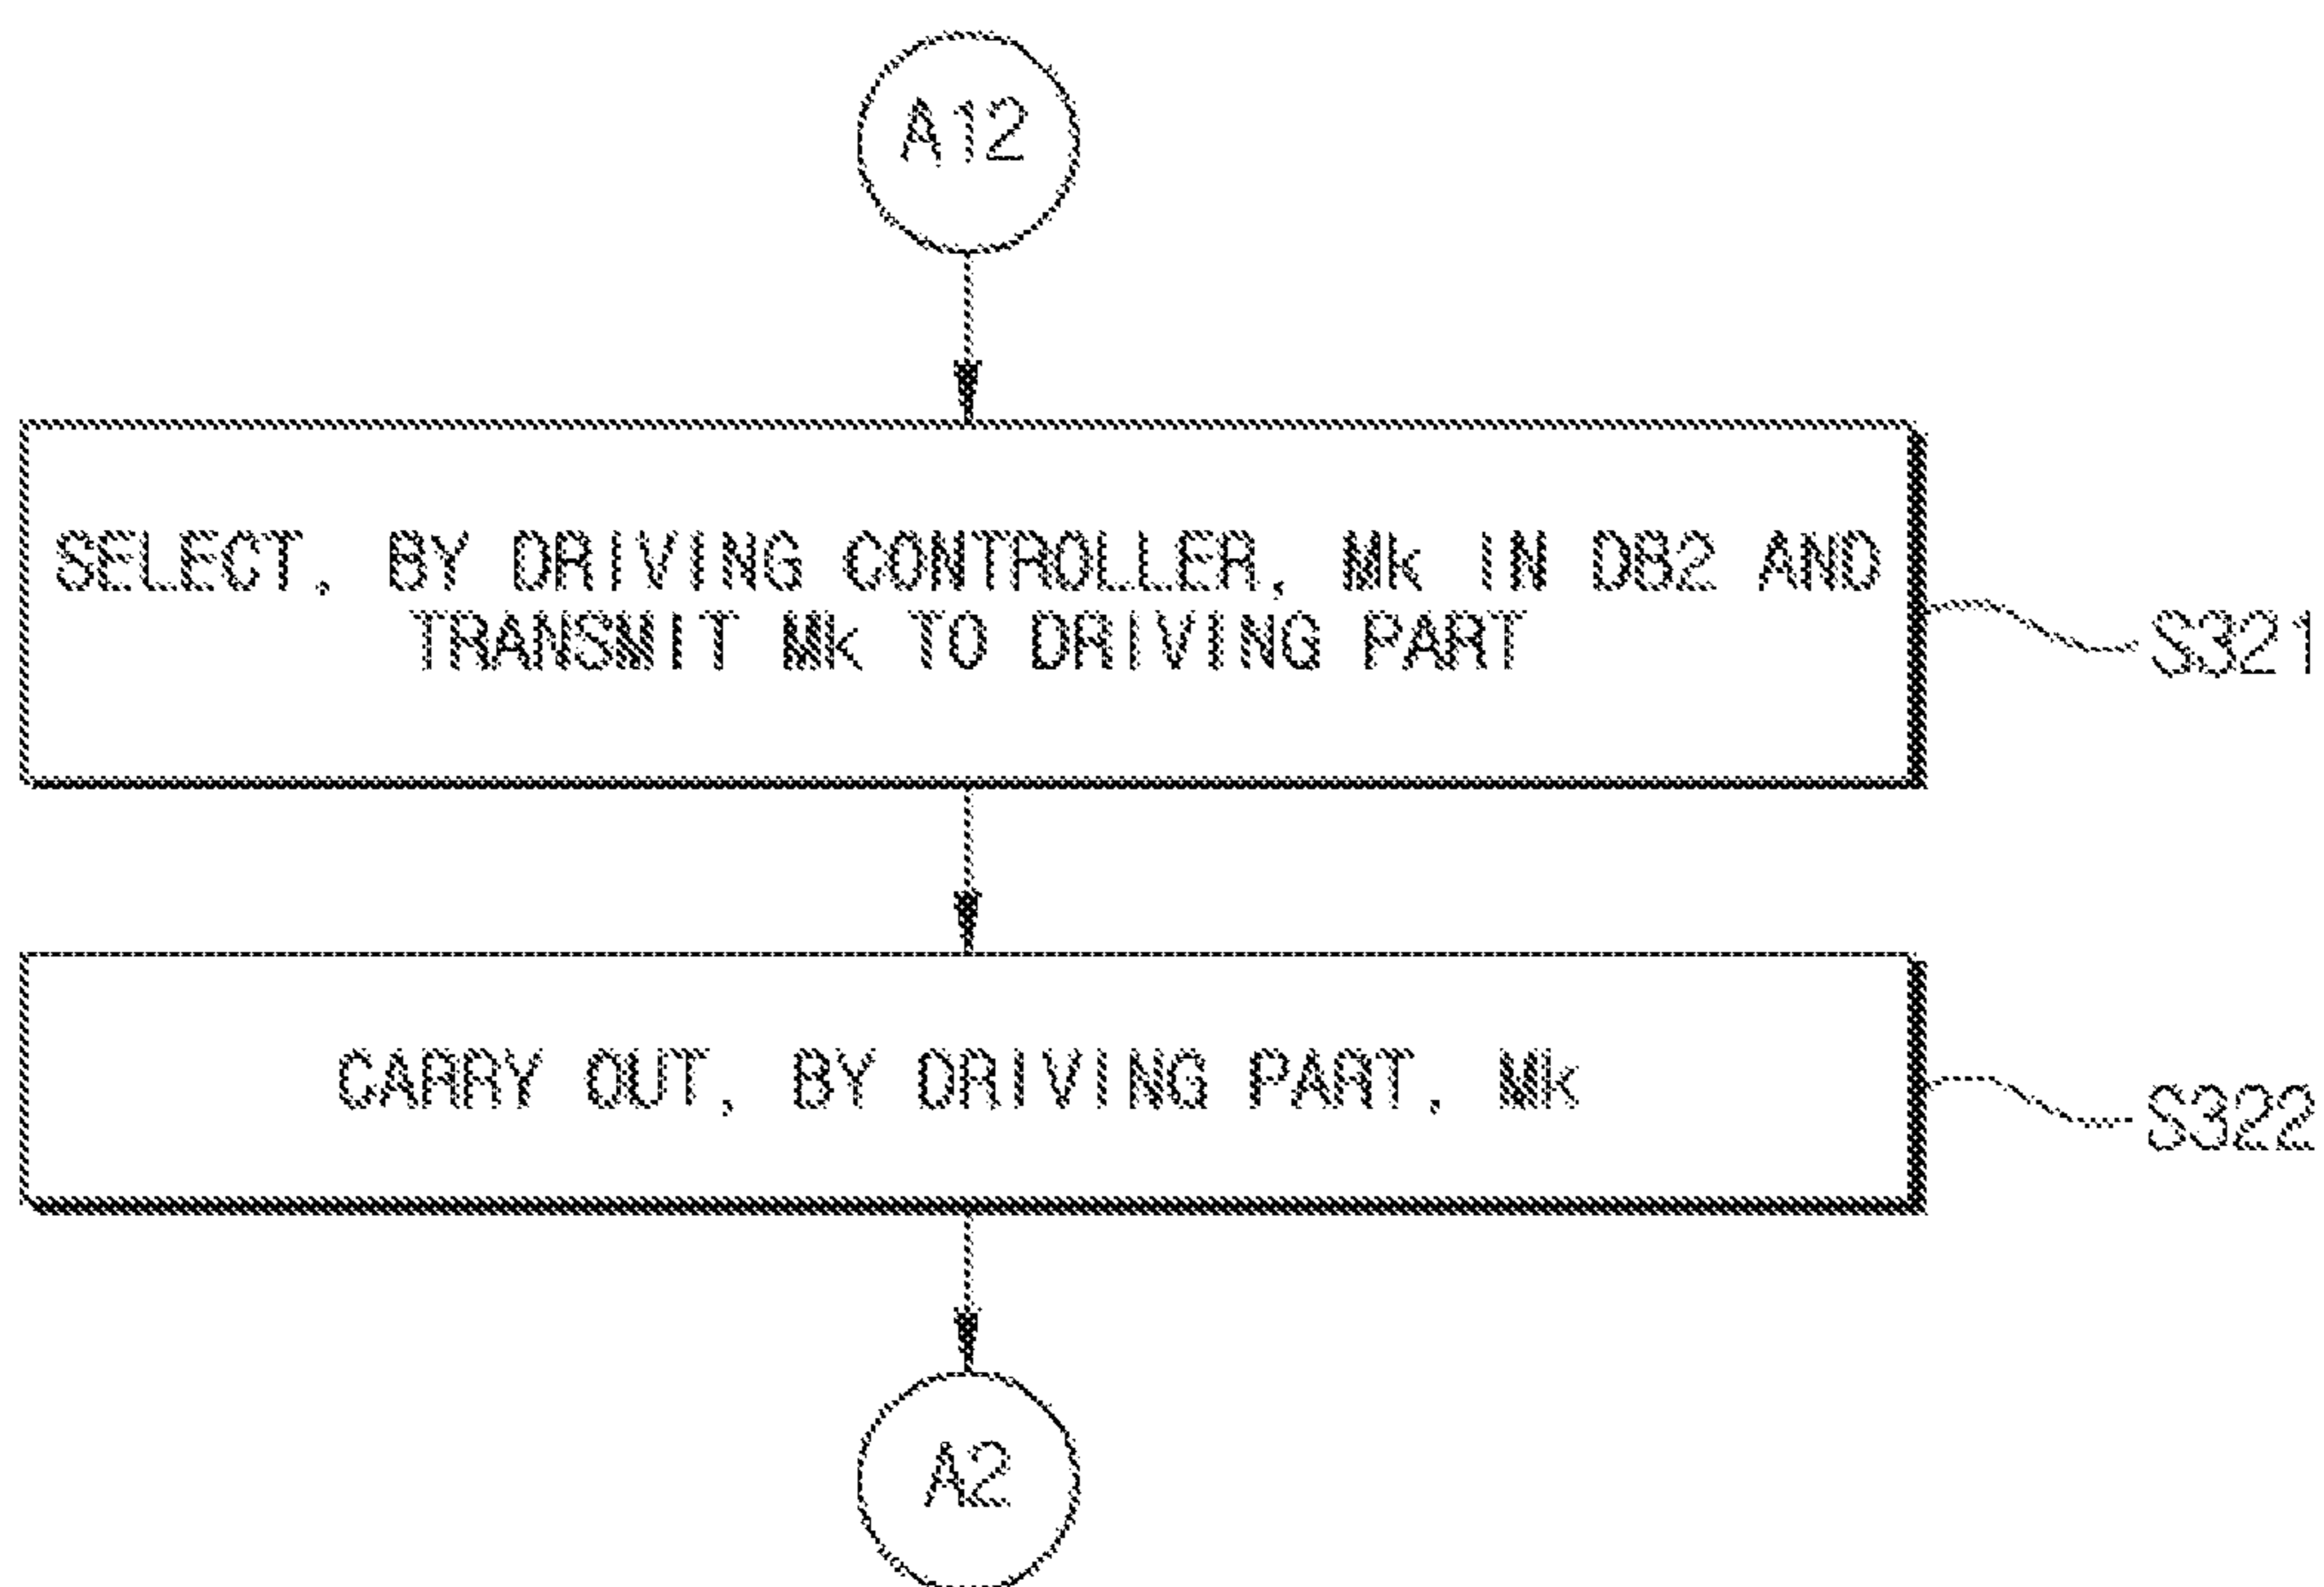 A12
SELECT, BY DRIVING CONTROLLER, Mk IN DB2 AND
TRANSMIT Mk TO DRIVING PART
S321
CARRY OUT, BY DRIVING PART, Mk
S322
A2